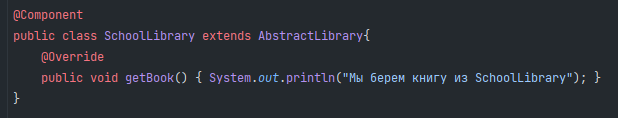 @Component
public class SchoolLibrary extends AbstractLibrary{
@Override
public void getBook() { System.out.println("Мы берем книгу из SchoolLibrary"); }
}